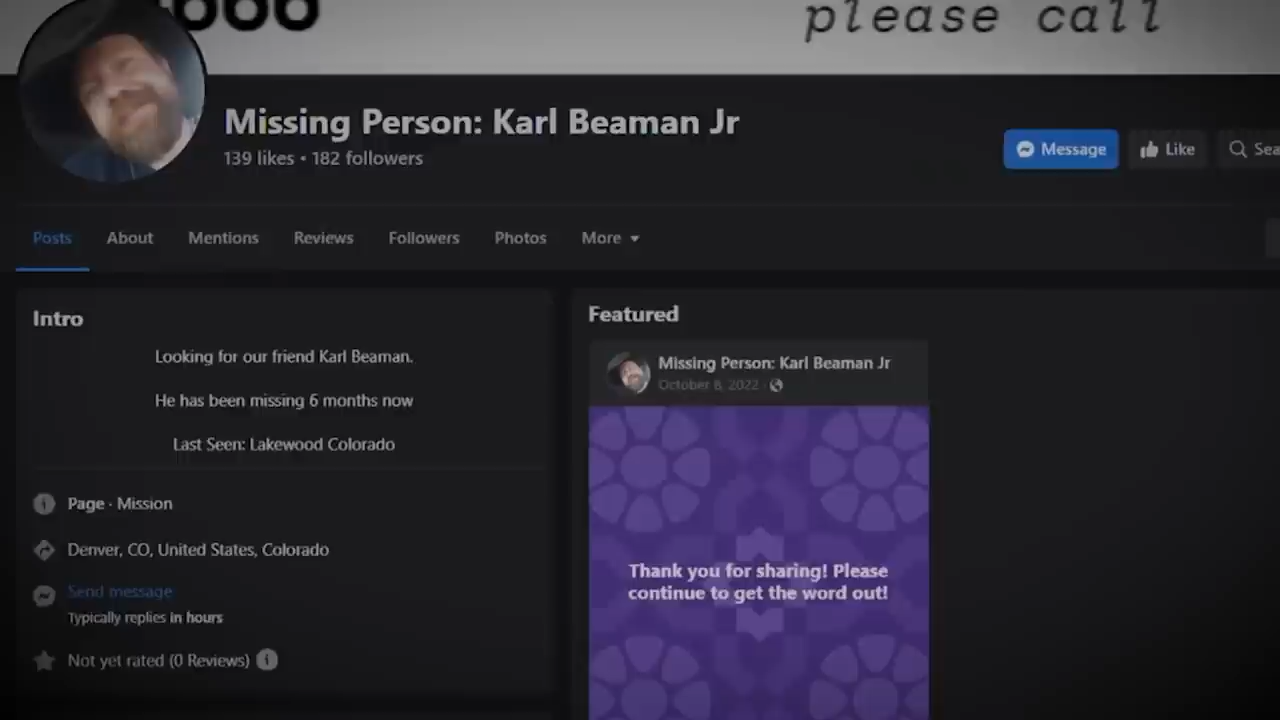 666
please call
Missing Person: Karl Beaman Jr
139 likes • 182 followers
Message
Like
Sea
Posts
About
Mentions
Reviews
Followers
Photos
More
Intro
Looking for our friend Karl Beaman.
He has been missing 6 months now
Last Seen: Lakewood Colorado
Page · Mission
Denver, CO, United States, Colorado
Send message
Typically replies in hours
Not yet rated (0 Reviews)
Featured
Missing Person: Karl Beaman Jr
October 8, 2022 ·
Thank you for sharing! Please
continue to get the word out!